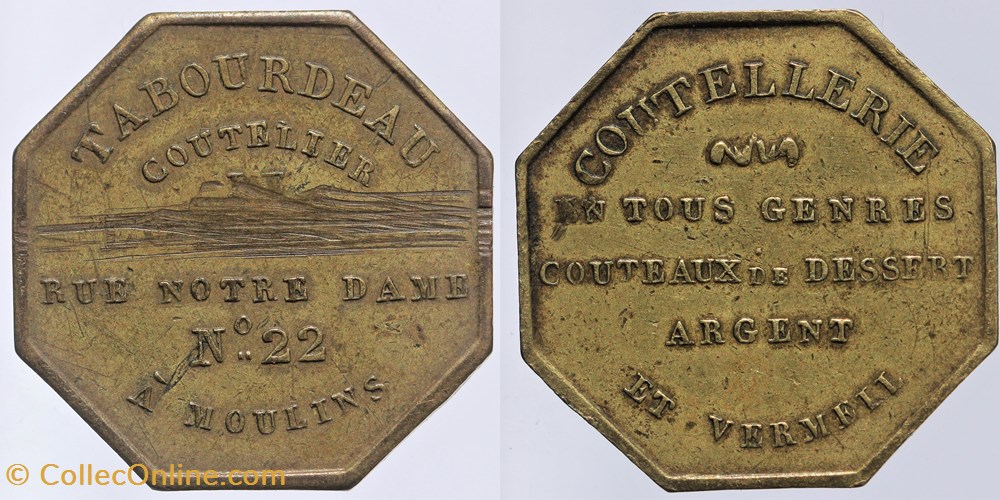 TABOURDEAU
COUTELIER
RUE NOTRE DAME
No. 22
A MOULINS
COUTELLERIE
EN TOUS GENRES
COUTEAUX DE DESSERT
ARGENT
ET VERMEIL
© CollecOnline.com